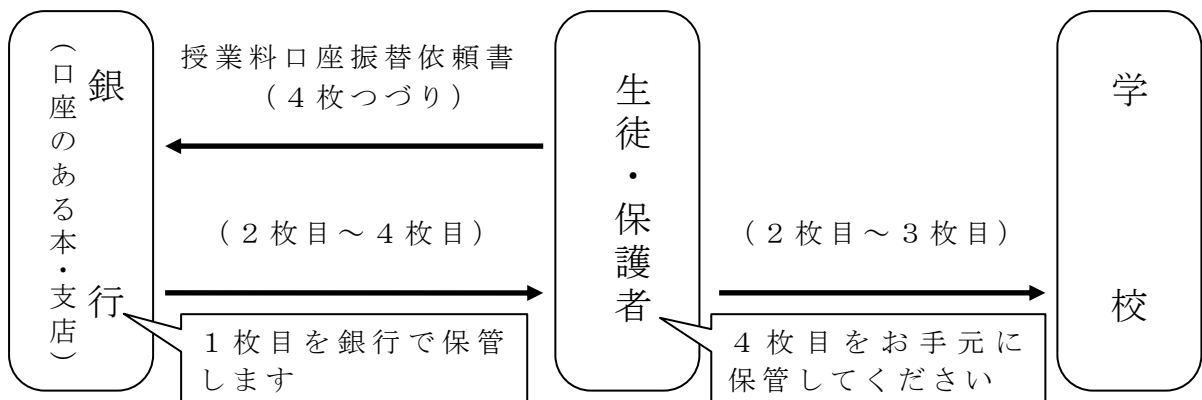 銀行
（口座のある本・支店）
授業料口座振替依頼書
（４枚つづり）
（２枚目～４枚目）
１枚目を銀行で保管
します
生徒・保護者
（２枚目～３枚目）
４枚目をお手元に
保管してください
学校